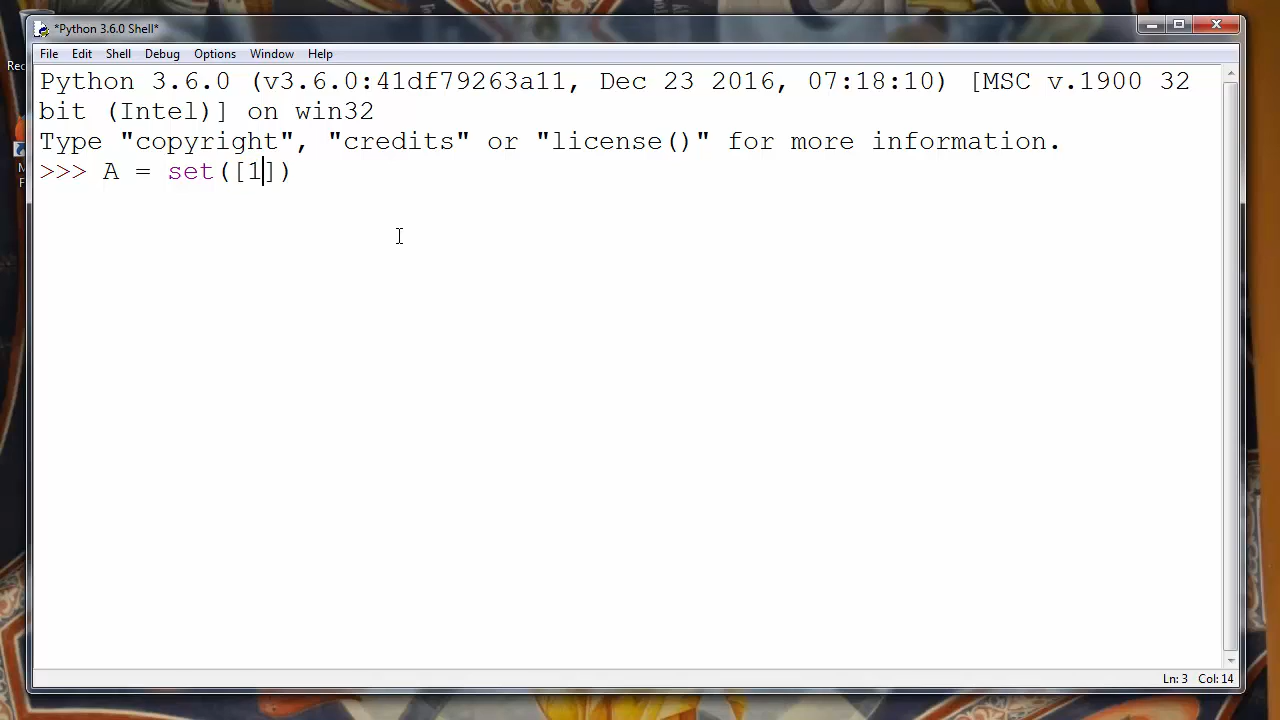 *Python 3.6.0 Shell*
File Edit Shell Debug Options Window Help
Python 3.6.0 (v3.6.0:41df79263a11, Dec 23 2016, 07:18:10) [MSC v.1900 32
bit (Intel)] on win32
Type "copyright", "credits" or "license()" for more information.
>>> A = set([1])
Ln: 3 Col: 14